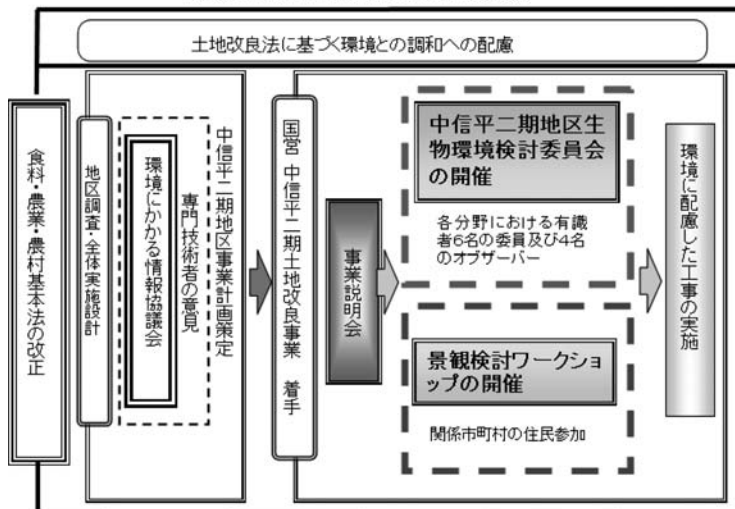 土地改良法に基づく環境との調和への配慮
食料・農業・農村基本法の改正
地区調査・全体実施設計
環境にかかる情報協議会
専門技術者の意見
中信平二期地区事業計画策定
国営 中信平二期土地改良事業 着手
事業説明会
中信平二期地区生
物環境検討委員会
の開催
各分野における有識
者6名の委員及び4名
のオブザーバー
景観検討ワークショ
ップの開催
関係市町村の住民参加
環境に配慮した工事の実施